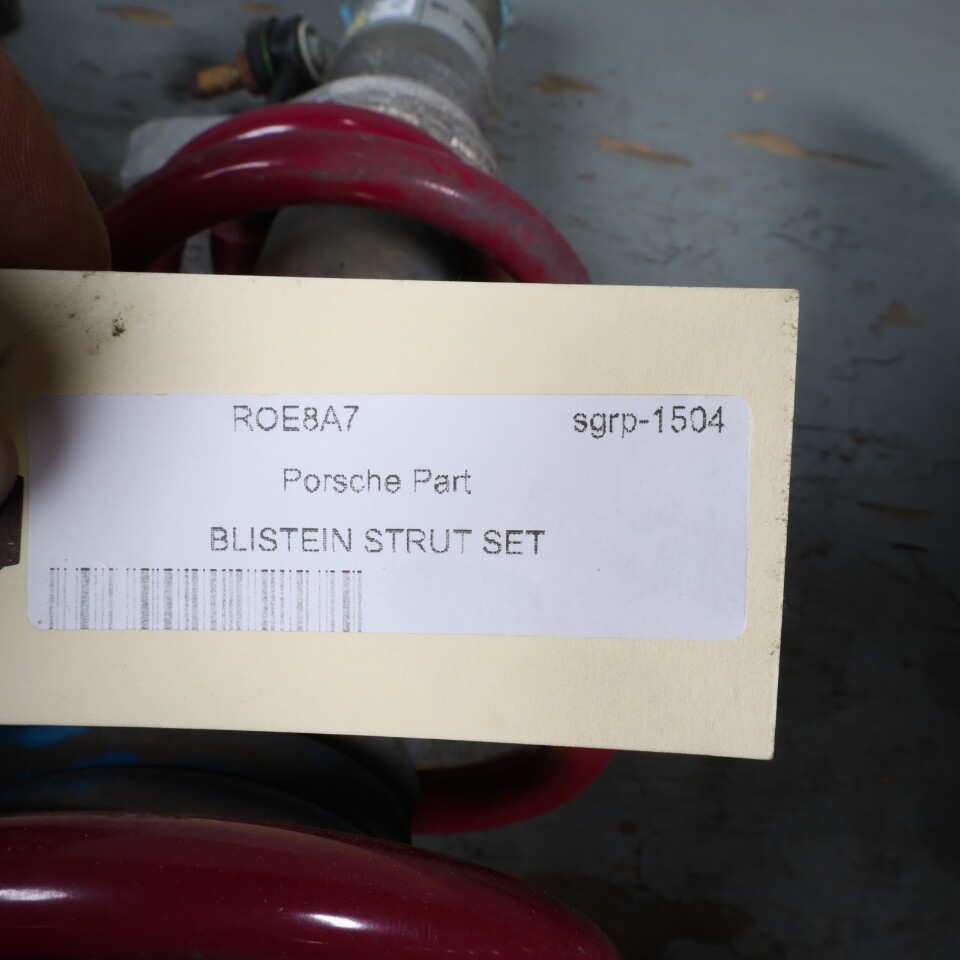 ROE8A7 sgrp-1504
Porsche Part
BLISTEIN STRUT SET